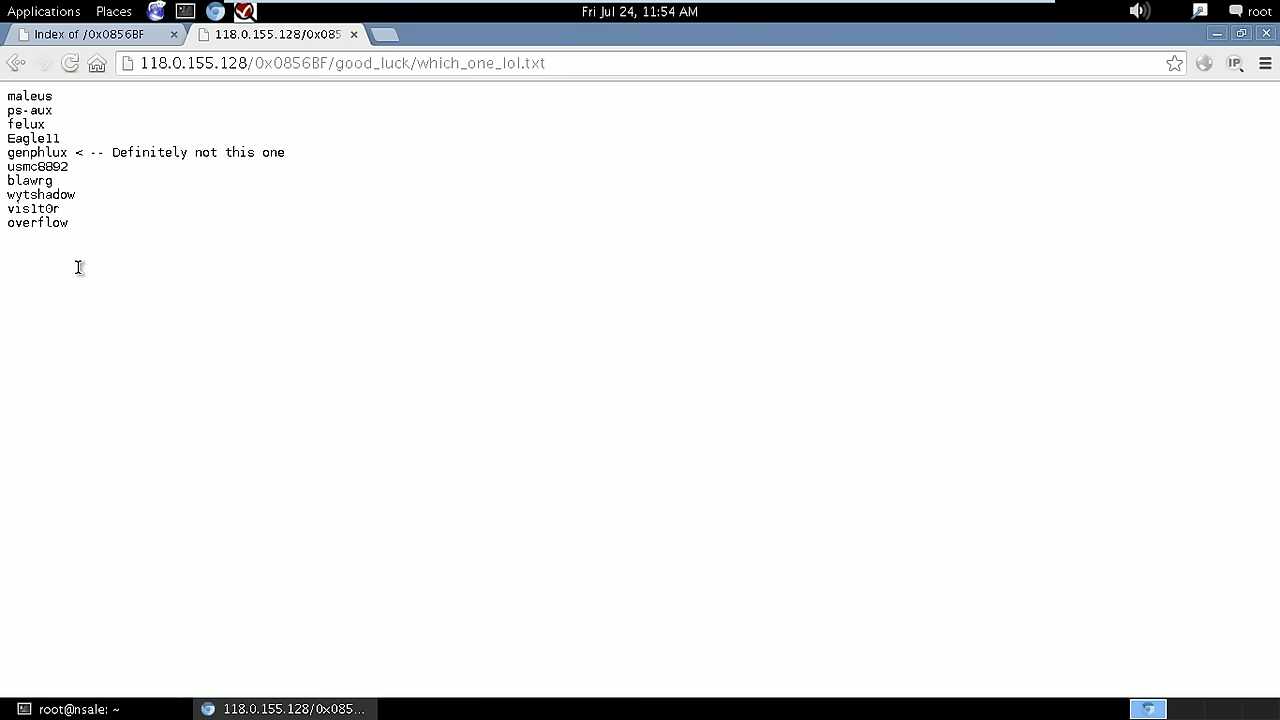 Applications Places Fri Jul 24, 11:54 AM root
Index of /0x0856BF 118.0.155.128/0x085
118.0.155.128/0x0856BF/good_luck/which_one_lol.txt IP
maleus
ps-aux
felux
Eagle11
genphlux < -- Definitely not this one
usmc8892
blawrg
wytshadow
vis1t0r
overflow
root@nsale: ~ 118.0.155.128/0x085...